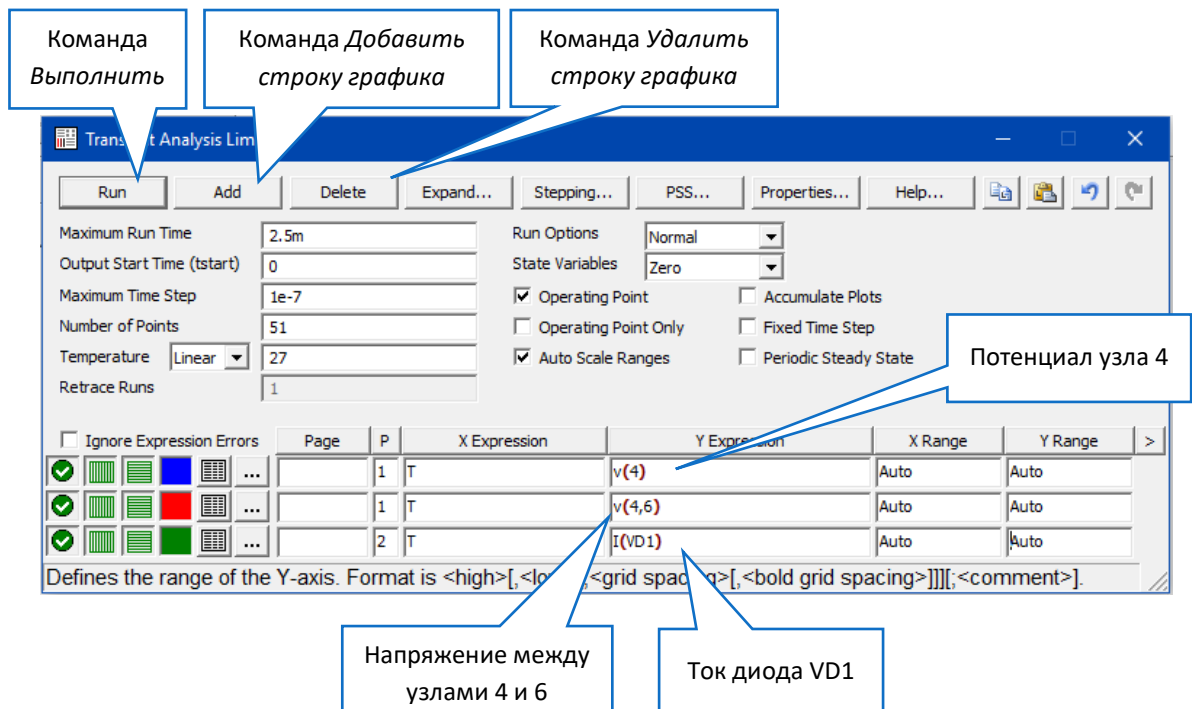 Команда
Выполнить
Команда Добавить
строку графика
Команда Удалить
строку графика
Analysis Lim
Run
Add
Delete
Expand...
Stepping...
PSS...
Properties...
Help...
Maximum Run Time 2.5m
Run Options Normal
Output Start Time (tstart) 0
State Variables Zero
Maximum Time Step 1e-7
Operating Point
Accumulate Plots
Number of Points 51
Operating Point Only
Fixed Time Step
Temperature Linear 27
Auto Scale Ranges
Periodic Steady State
Retrace Runs 1
Потенциал узла 4
Ignore Expression Errors Page P X Expression Y Expression X Range Y Range >
... 1 T v(4) Auto Auto
... 1 T v(4,6) Auto Auto
... 2 T I(VD1) Auto Auto
Defines the range of the Y-axis. Format is <high>[, ,<grid spacing>[,<bold grid spacing>]]][;<comment>].
Напряжение между
узлами 4 и 6
Ток диода VD1